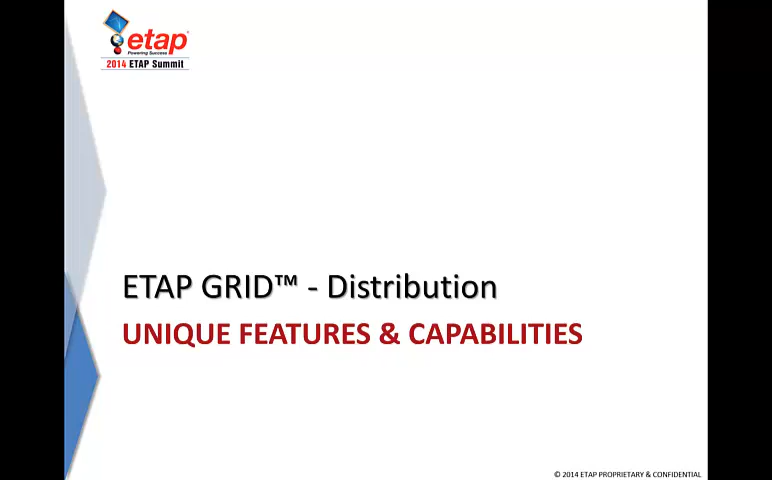 etap®
Powering Success
2014 ETAP Summit
ETAP GRID™ - Distribution
UNIQUE FEATURES & CAPABILITIES
© 2014 ETAP PROPRIETARY & CONFIDENTIAL